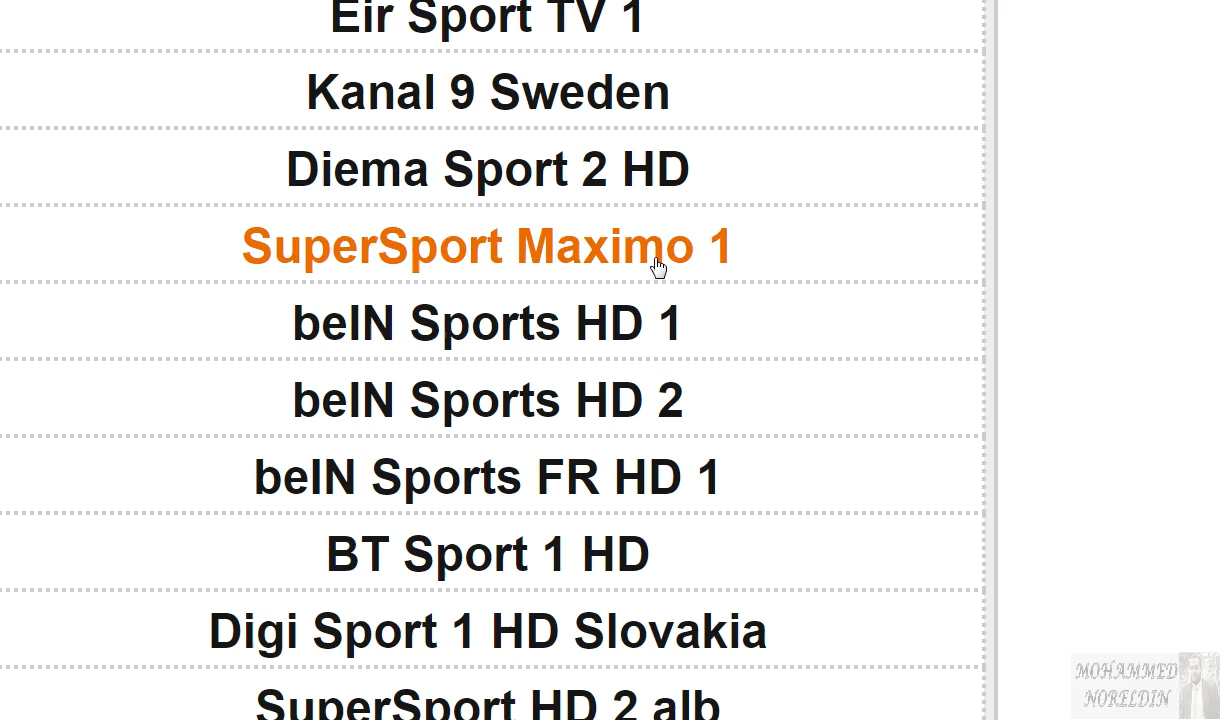 Eir Sport TV 1
Kanal 9 Sweden
Diema Sport 2 HD
SuperSport Maximo 1
beIN Sports HD 1
beIN Sports HD 2
beIN Sports FR HD 1
BT Sport 1 HD
Digi Sport 1 HD Slovakia
SuperSport HD 2 alb
MOHAMMED
NORELDIN